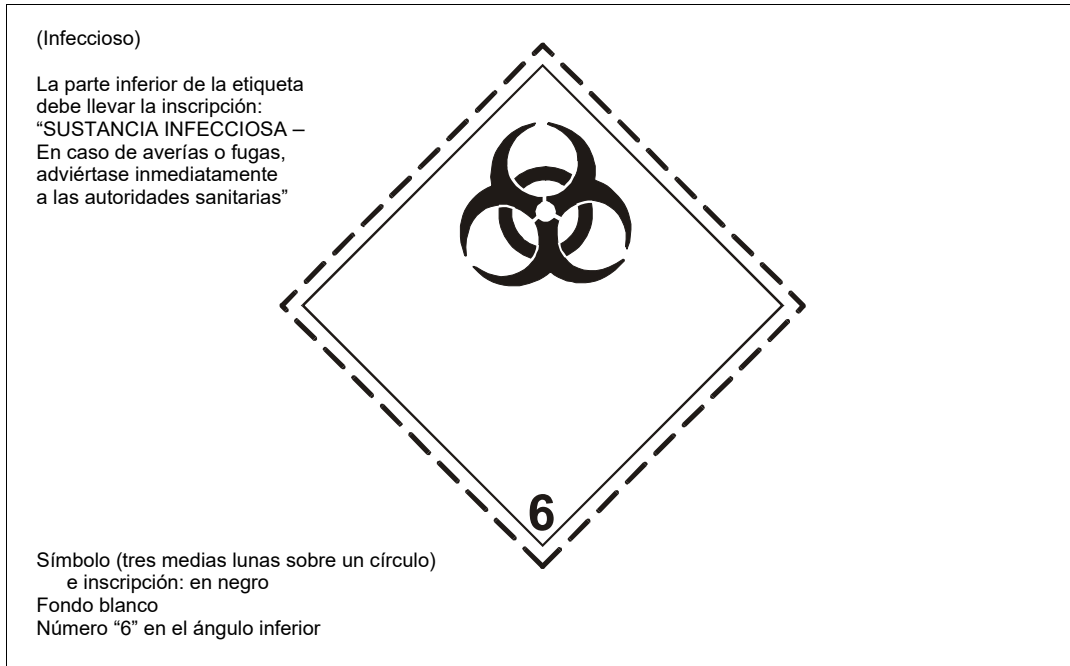 (Infeccioso)
La parte inferior de la etiqueta
debe llevar la inscripción:
“SUSTANCIA INFECCIOSA –
En caso de averías o fugas,
adviértase inmediatamente
a las autoridades sanitarias”
6
Símbolo (tres medias lunas sobre un círculo)
e inscripción: en negro
Fondo blanco
Número “6” en el ángulo inferior